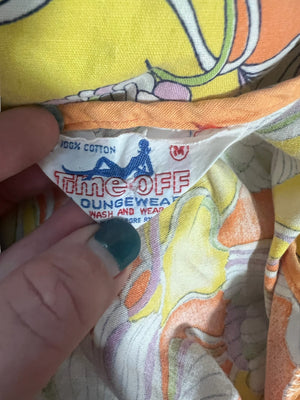 100% COTTON
M
Time-OFF
LOUNGEWEAR
WASH AND WEAR